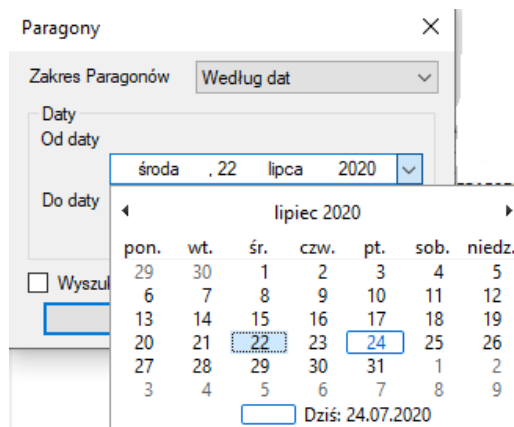 Paragony
Zakres Paragonów Według dat
Daty
Od daty
środa , 22 lipca 2020
Do daty
lipiec 2020
pon. wt. śr. czw. pt. sob. niedz.
29 30 1 2 3 4 5
6 7 8 9 10 11 12
13 14 15 16 17 18 19
20 21 22 23 24 25 26
27 28 29 30 31 1 2
3 4 5 6 7 8 9
Dziś: 24.07.2020